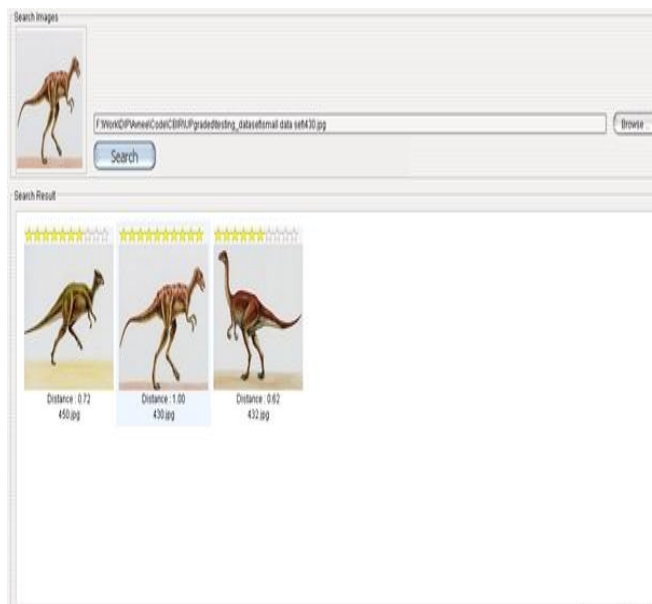 Search Images
F:\Work\DIP\Avnee\Code\CBIR\UPgraded\testing_dataset\small data set\430.jpg
Browse ..
Search
Search Result
Distance : 0.72
Distance : 1.00
Distance : 0.62
450.jpg
430.jpg
432.jpg